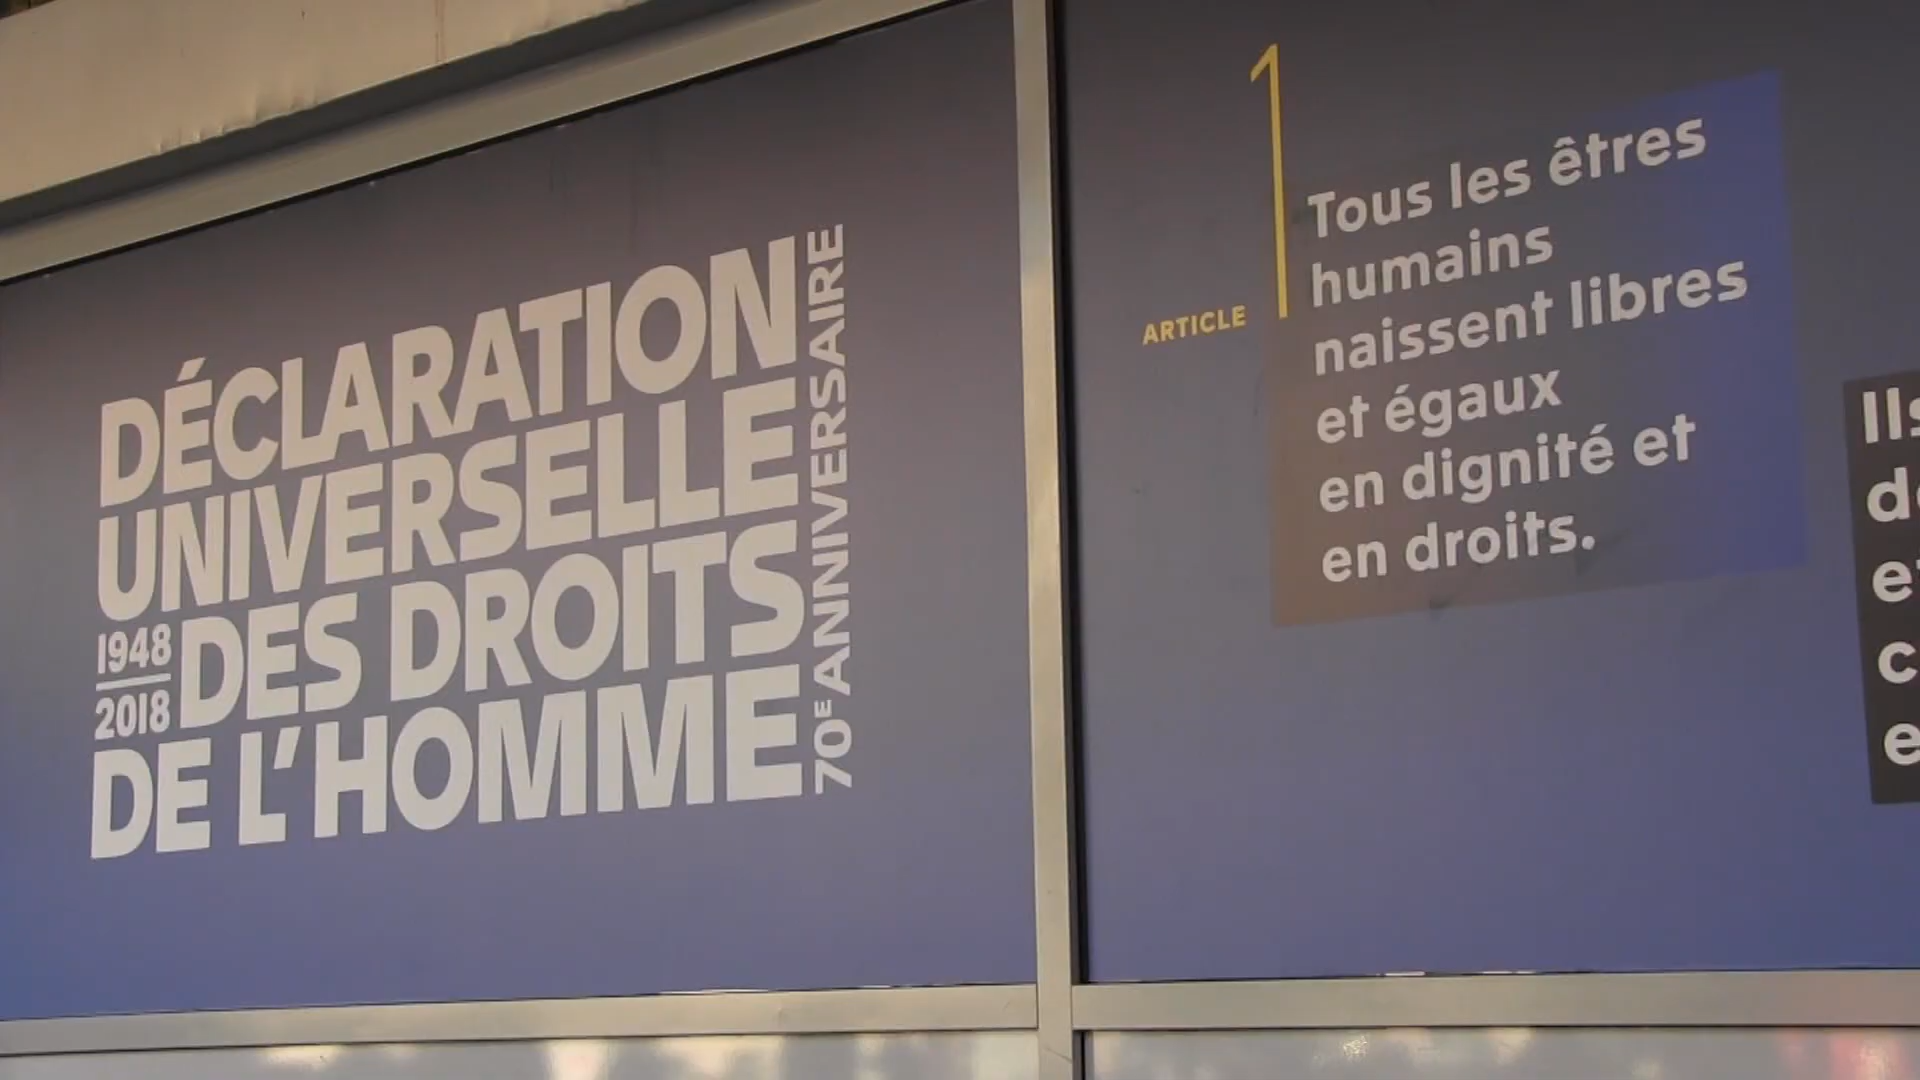 DÉCLARATION
UNIVERSELLE
1948
2018
DES DROITS
DE L'HOMME
70E ANNIVERSAIRE
ARTICLE 1
Tous les êtres
humains
naissent libres
et égaux
en dignité et
en droits.
Ils